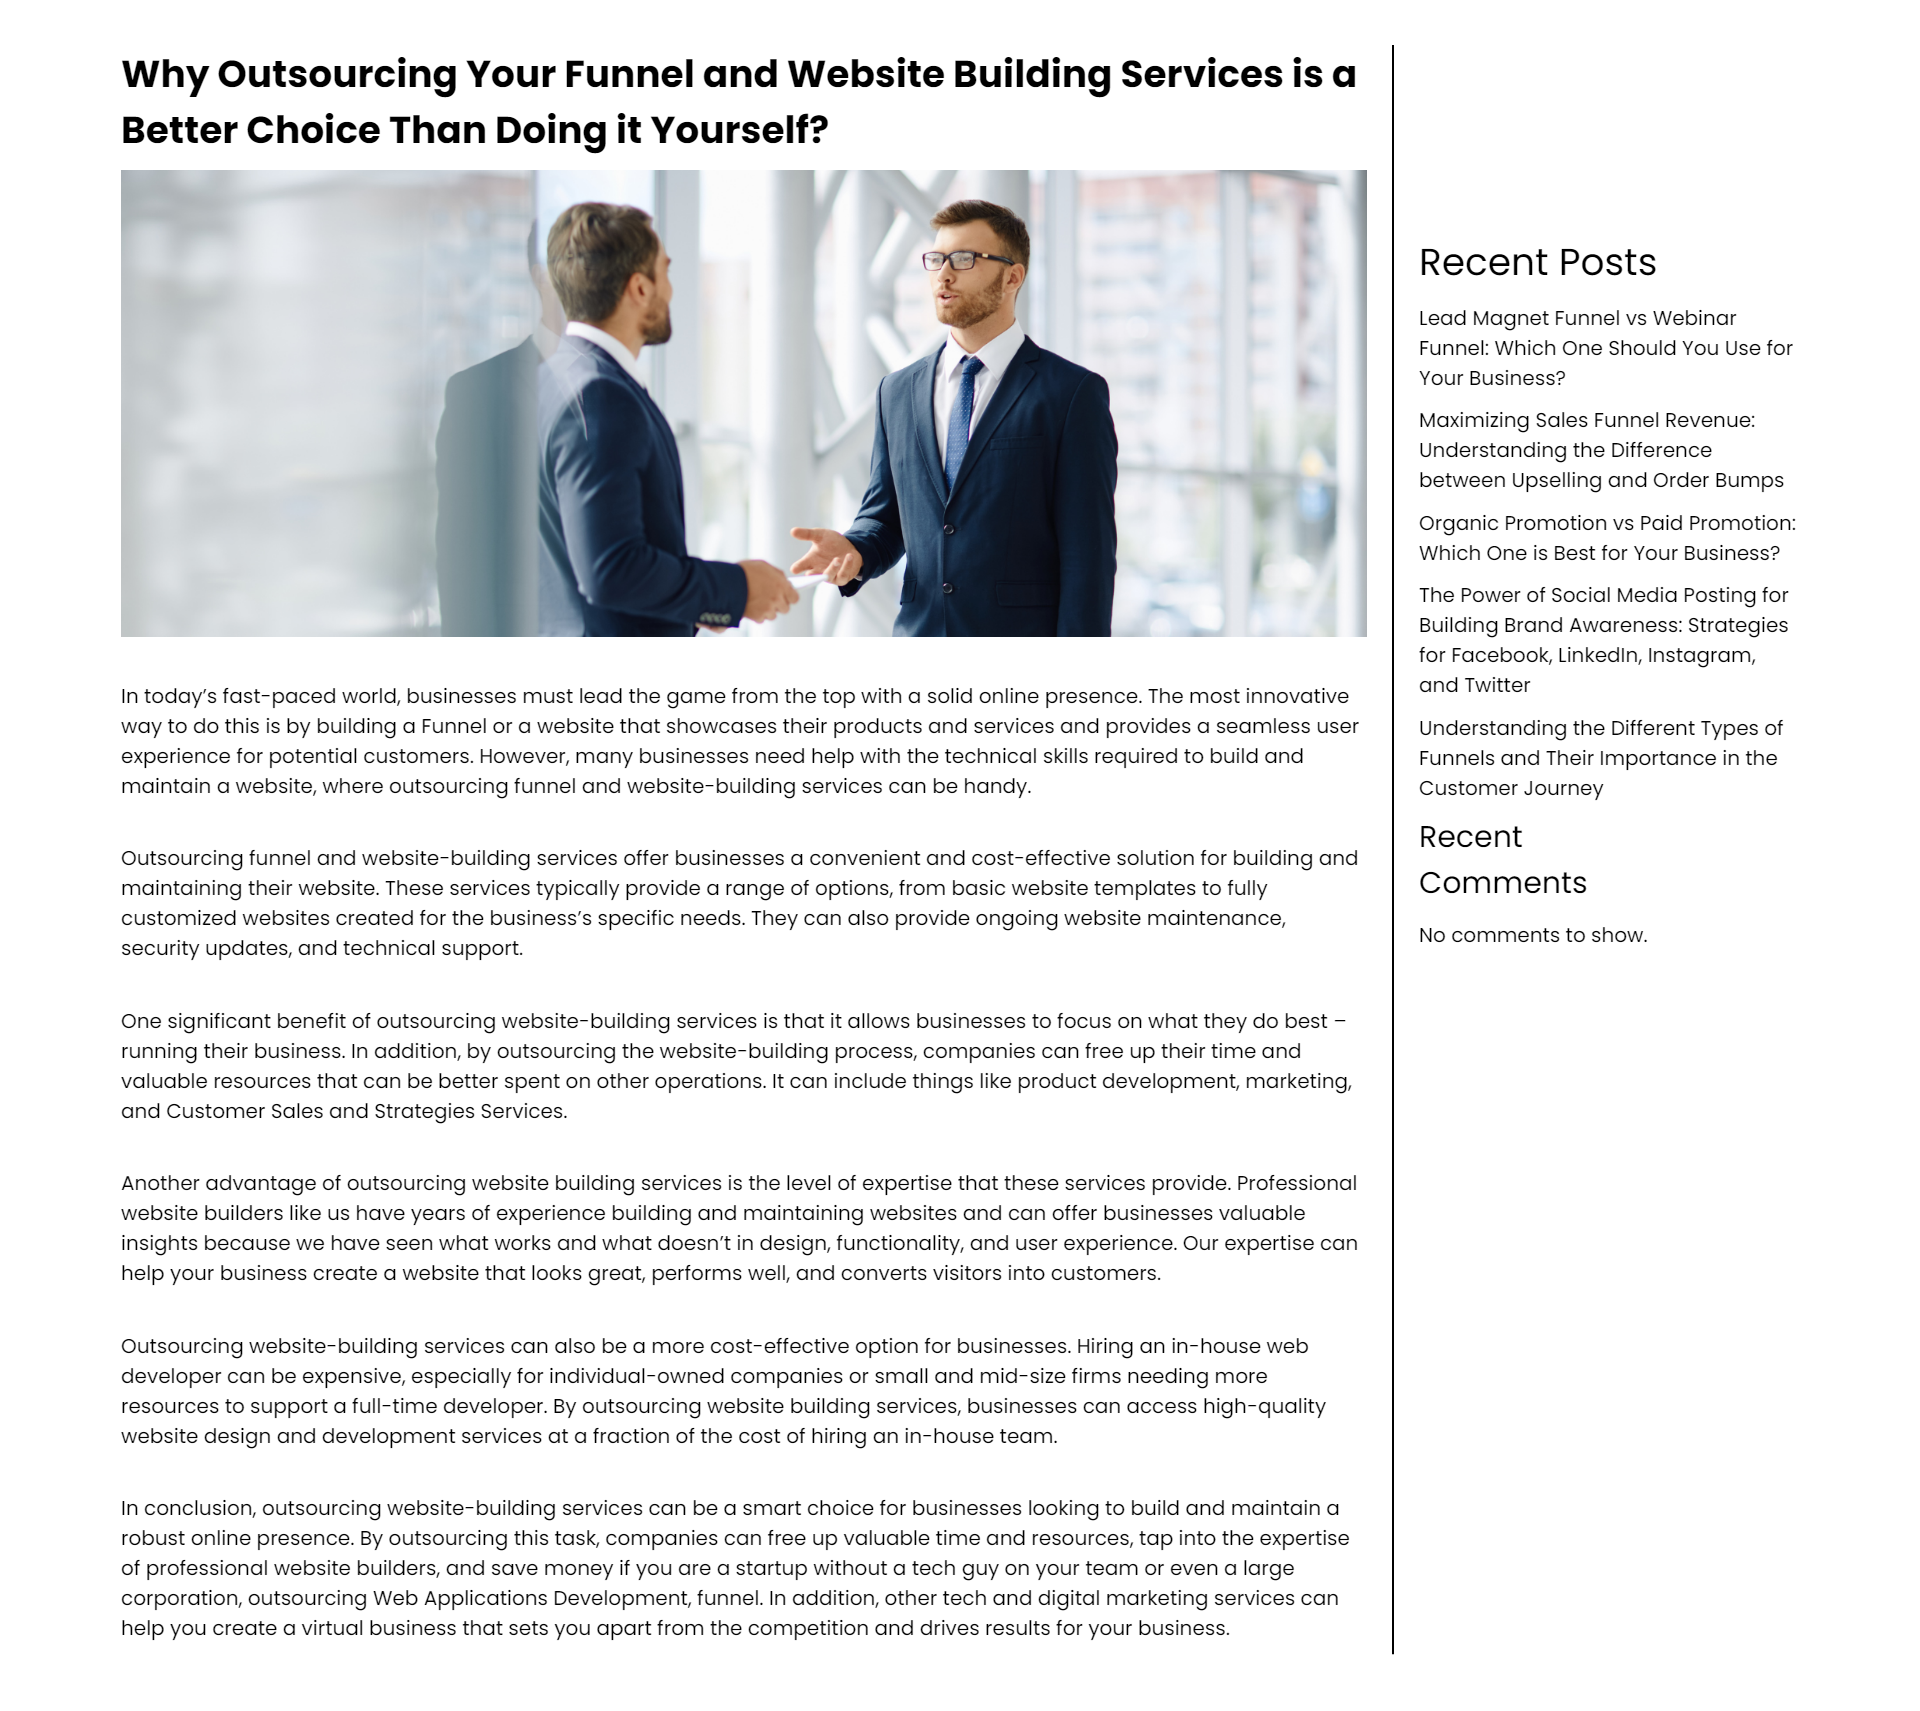 Why Outsourcing Your Funnel and Website Building Services is a
Better Choice Than Doing it Yourself?
In today’s fast-paced world, businesses must lead the game from the top with a solid online presence. The most innovative
way to do this is by building a Funnel or a website that showcases their products and services and provides a seamless user
experience for potential customers. However, many businesses need help with the technical skills required to build and
maintain a website, where outsourcing funnel and website-building services can be handy.
Outsourcing funnel and website-building services offer businesses a convenient and cost-effective solution for building and
maintaining their website. These services typically provide a range of options, from basic website templates to fully
customized websites created for the business’s specific needs. They can also provide ongoing website maintenance,
security updates, and technical support.
One significant benefit of outsourcing website-building services is that it allows businesses to focus on what they do best –
running their business. In addition, by outsourcing the website-building process, companies can free up their time and
valuable resources that can be better spent on other operations. It can include things like product development, marketing,
and Customer Sales and Strategies Services.
Another advantage of outsourcing website building services is the level of expertise that these services provide. Professional
website builders like us have years of experience building and maintaining websites and can offer businesses valuable
insights because we have seen what works and what doesn’t in design, functionality, and user experience. Our expertise can
help your business create a website that looks great, performs well, and converts visitors into customers.
Outsourcing website-building services can also be a more cost-effective option for businesses. Hiring an in-house web
developer can be expensive, especially for individual-owned companies or small and mid-size firms needing more
resources to support a full-time developer. By outsourcing website building services, businesses can access high-quality
website design and development services at a fraction of the cost of hiring an in-house team.
In conclusion, outsourcing website-building services can be a smart choice for businesses looking to build and maintain a
robust online presence. By outsourcing this task, companies can free up valuable time and resources, tap into the expertise
of professional website builders, and save money if you are a startup without a tech guy on your team or even a large
corporation, outsourcing Web Applications Development, funnel. In addition, other tech and digital marketing services can
help you create a virtual business that sets you apart from the competition and drives results for your business.
Recent Posts
Lead Magnet Funnel vs Webinar
Funnel: Which One Should You Use for
Your Business?
Maximizing Sales Funnel Revenue:
Understanding the Difference
between Upselling and Order Bumps
Organic Promotion vs Paid Promotion:
Which One is Best for Your Business?
The Power of Social Media Posting for
Building Brand Awareness: Strategies
for Facebook, LinkedIn, Instagram,
and Twitter
Understanding the Different Types of
Funnels and Their Importance in the
Customer Journey
Recent
Comments
No comments to show.